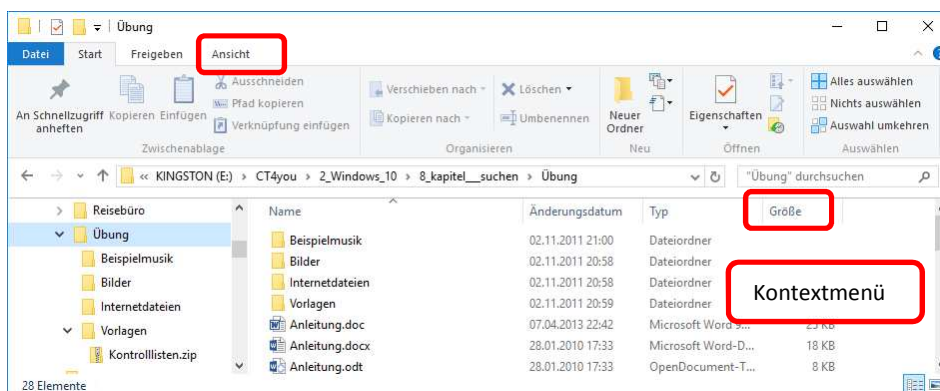 Übung
Datei Start Freigeben Ansicht
An Schnellzugriff anheften
Kopieren
Einfügen
Ausschneiden
Pfad kopieren
Verknüpfung einfügen
Zwischenablage
Verschieben nach
Kopieren nach
Löschen
Umbenennen
Organisieren
Neuer Ordner
Neu
Eigenschaften
Öffnen
Alles auswählen
Nichts auswählen
Auswahl umkehren
Auswählen
« KINGSTON (E:) › CT4you › 2_Windows_10 › 8_kapitel__suchen › Übung
"Übung" durchsuchen
Reisebüro
Übung
Beispielmusik
Bilder
Internetdateien
Vorlagen
Kontrolllisten.zip
Name Änderungsdatum Typ Größe
Beispielmusik 02.11.2011 21:00 Dateiordner
Bilder 02.11.2011 20:58 Dateiordner
Internetdateien 02.11.2011 20:58 Dateiordner
Vorlagen 02.11.2011 20:59 Dateiordner
Anleitung.doc 07.04.2013 22:42 Microsoft Word
Anleitung.docx 28.01.2010 17:33 Microsoft Word-D... 18 KB
Anleitung.odt 28.01.2010 17:33 OpenDocument-T... 8 KB
Kontextmenü
28 Elemente